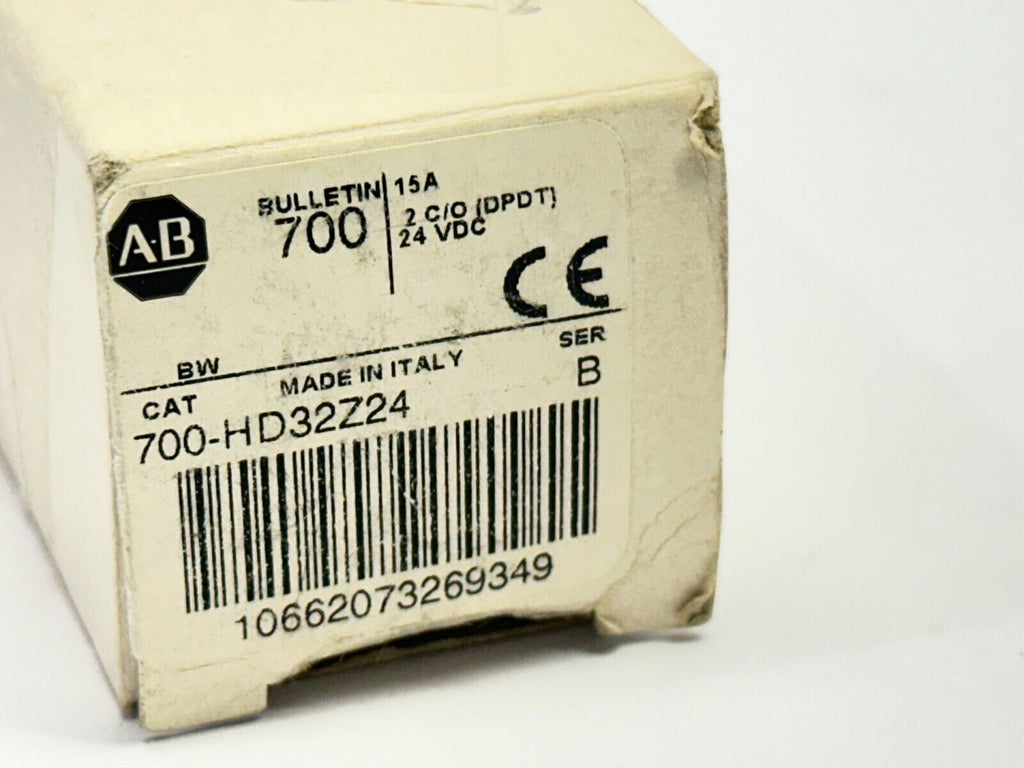 A·B
BULLETIN
700
15A
2 C/O (DPDT)
24 VDC
CE
BW
MADE IN ITALY
SER
B
CAT
700-HD32Z24
10662073269349